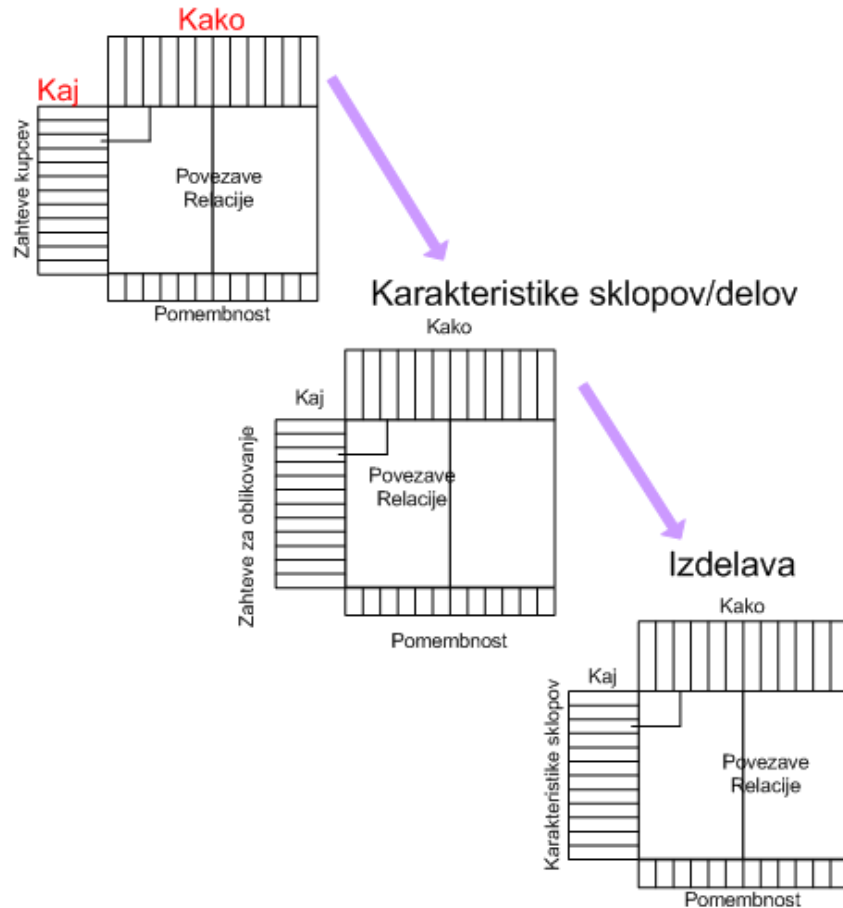 Kako
Kaj
Zahteve kupcev
Povezave
Relacije
Pomembnost
Karakteristike sklopov/delov
Kako
Kaj
Zahteve za oblikovanje
Povezave
Relacije
Pomembnost
Izdelava
Kako
Kaj
Karakteristike sklopov
Povezave
Relacije
Pomembnost